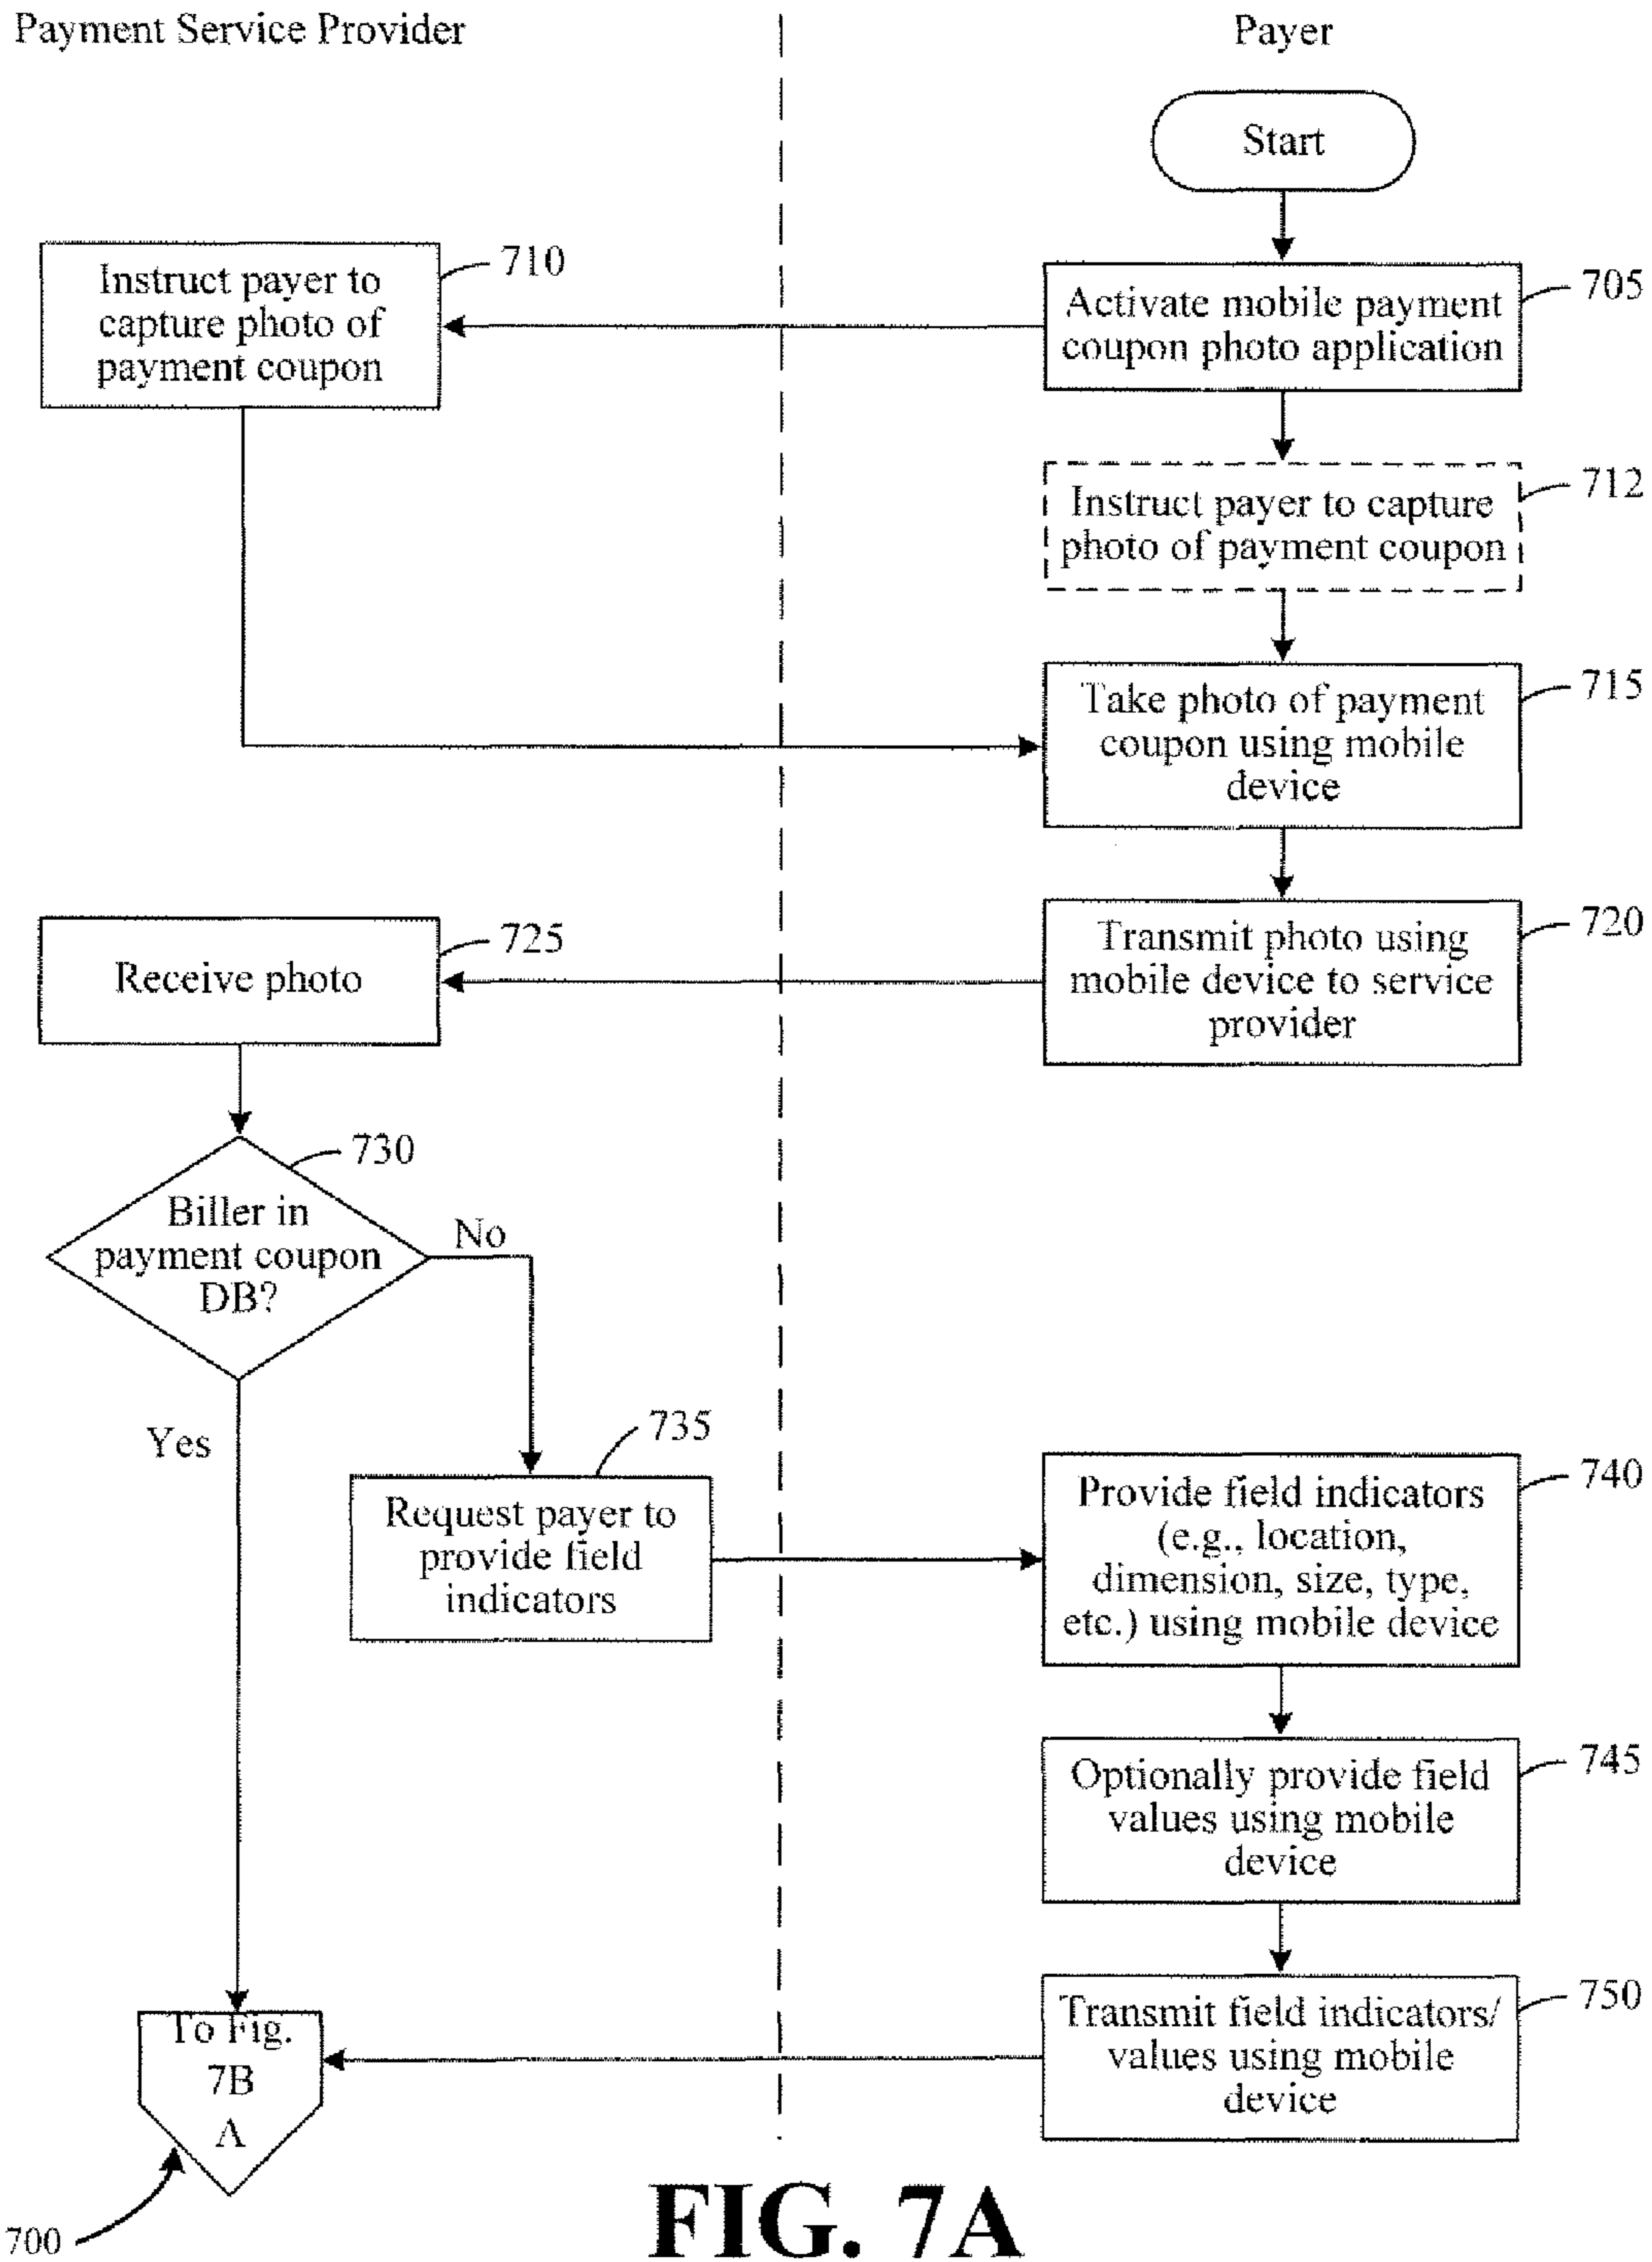 Payment Service Provider
Payer
Start
710
Instruct payer to
capture photo of
payment coupon
705
Activate mobile payment
coupon photo application
712
Instruct payer to capture
photo of payment coupon
715
Take photo of payment
coupon using mobile
device
720
Transmit photo using
mobile device to service
provider
725
Receive photo
730
Biller in
payment coupon
DB?
No
Yes
735
Request payer to
provide field
indicators
740
Provide field indicators
(e.g., location,
dimension, size, type,
etc.) using mobile device
745
Optionally provide field
values using mobile
device
750
Transmit field indicators/
values using mobile
device
To Fig.
7B
A
700
FIG. 7A